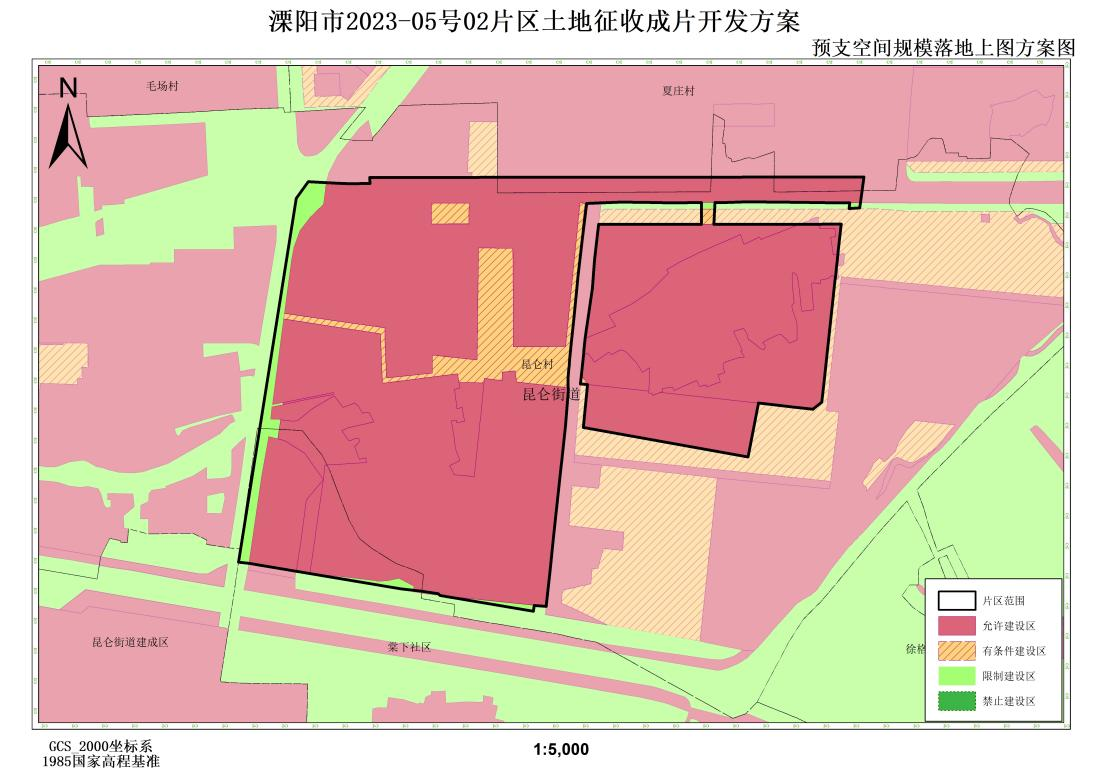 溧阳市2023-05号02片区土地征收成片开发方案
预支空间规模落地上图方案图
N
毛场村
夏庄村
昆仑村
昆仑街道
片区范围
允许建设区
有条件建设区
限制建设区
禁止建设区
昆仑街道建成区
棠下社区
徐格
GCS_2000坐标系
1985国家高程基准
1:5,000